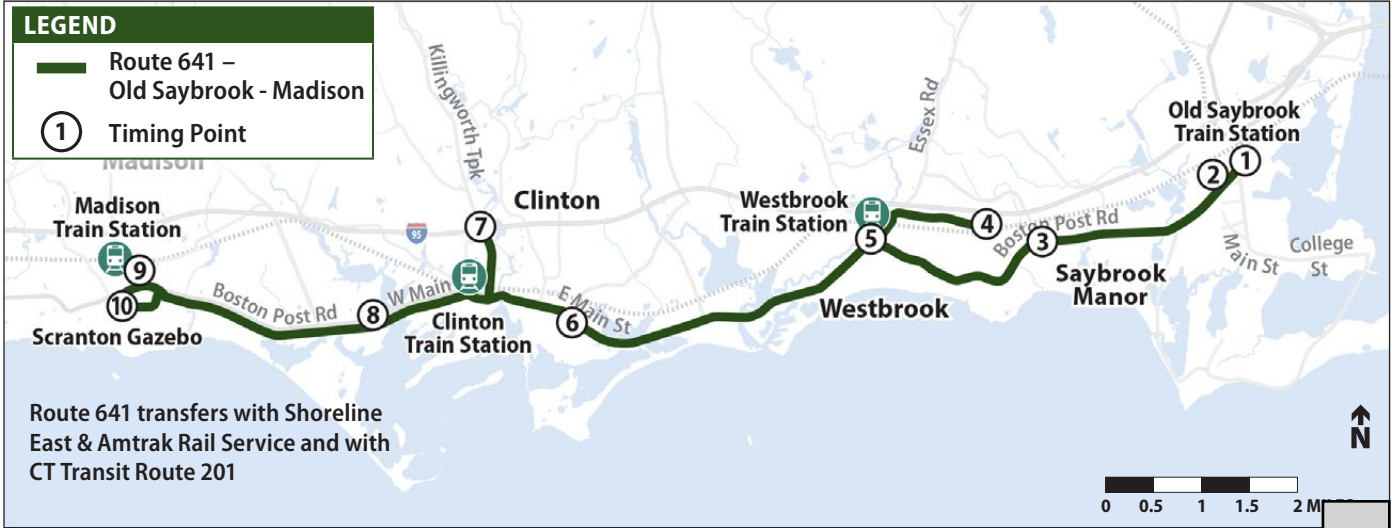 LEGEND
Route 641 –
Old Saybrook - Madison
1
Timing Point
Madison
Killingworth Tpk
Essex Rd
Old Saybrook
Train Station
1
2
Madison
Train Station
9
10
Scranton Gazebo
95
7
Clinton
Westbrook
Train Station
5
4
Boston Post Rd
3
Saybrook
Manor
Main St
College
St
Boston Post Rd
8
W Main
Clinton
Train Station
E Main St
6
Westbrook
Route 641 transfers with Shoreline
East & Amtrak Rail Service and with
CT Transit Route 201
N
0 0.5 1 1.5 2